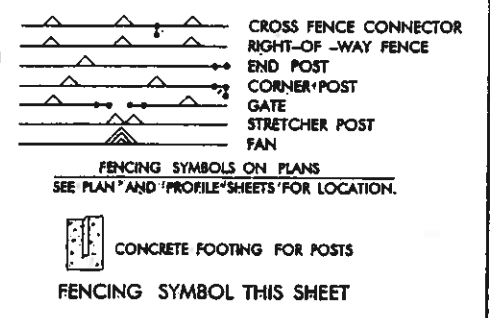 CROSS FENCE CONNECTOR
RIGHT-OF-WAY FENCE
END POST
CORNER POST
GATE
STRETCHER POST
FAN
FENCING SYMBOLS ON PLANS
SEE PLAN AND PROFILE SHEETS FOR LOCATION.
CONCRETE FOOTING FOR POSTS
FENCING SYMBOL THIS SHEET